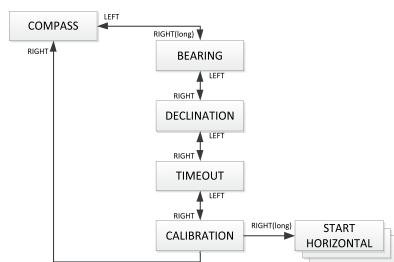 COMPASS
LEFT
RIGHT(long)
RIGHT
BEARING
LEFT
RIGHT
DECLINATION
LEFT
RIGHT
TIMEOUT
LEFT
RIGHT
CALIBRATION
RIGHT(long)
START
HORIZONTAL